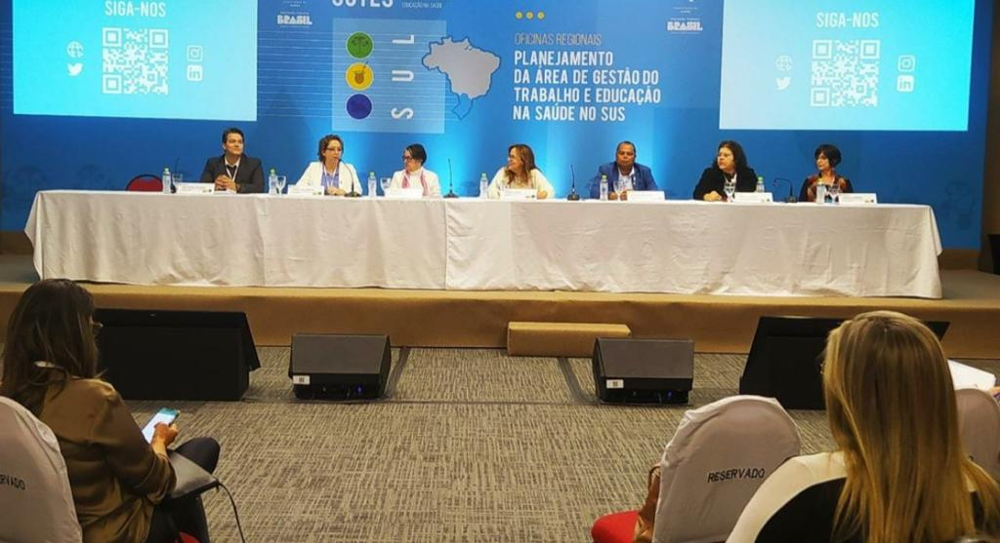 SIGA-NOS
BRASIL
EDUCAÇÃO NA SAÚDE
SUL
OFICINAS REGIONAIS
PLANEJAMENTO
DA ÁREA DE GESTÃO DO
TRABALHO E EDUCAÇÃO
NA SAÚDE NO SUS
BRASIL
SIGA-NOS
RESERVADO
RESERVADO